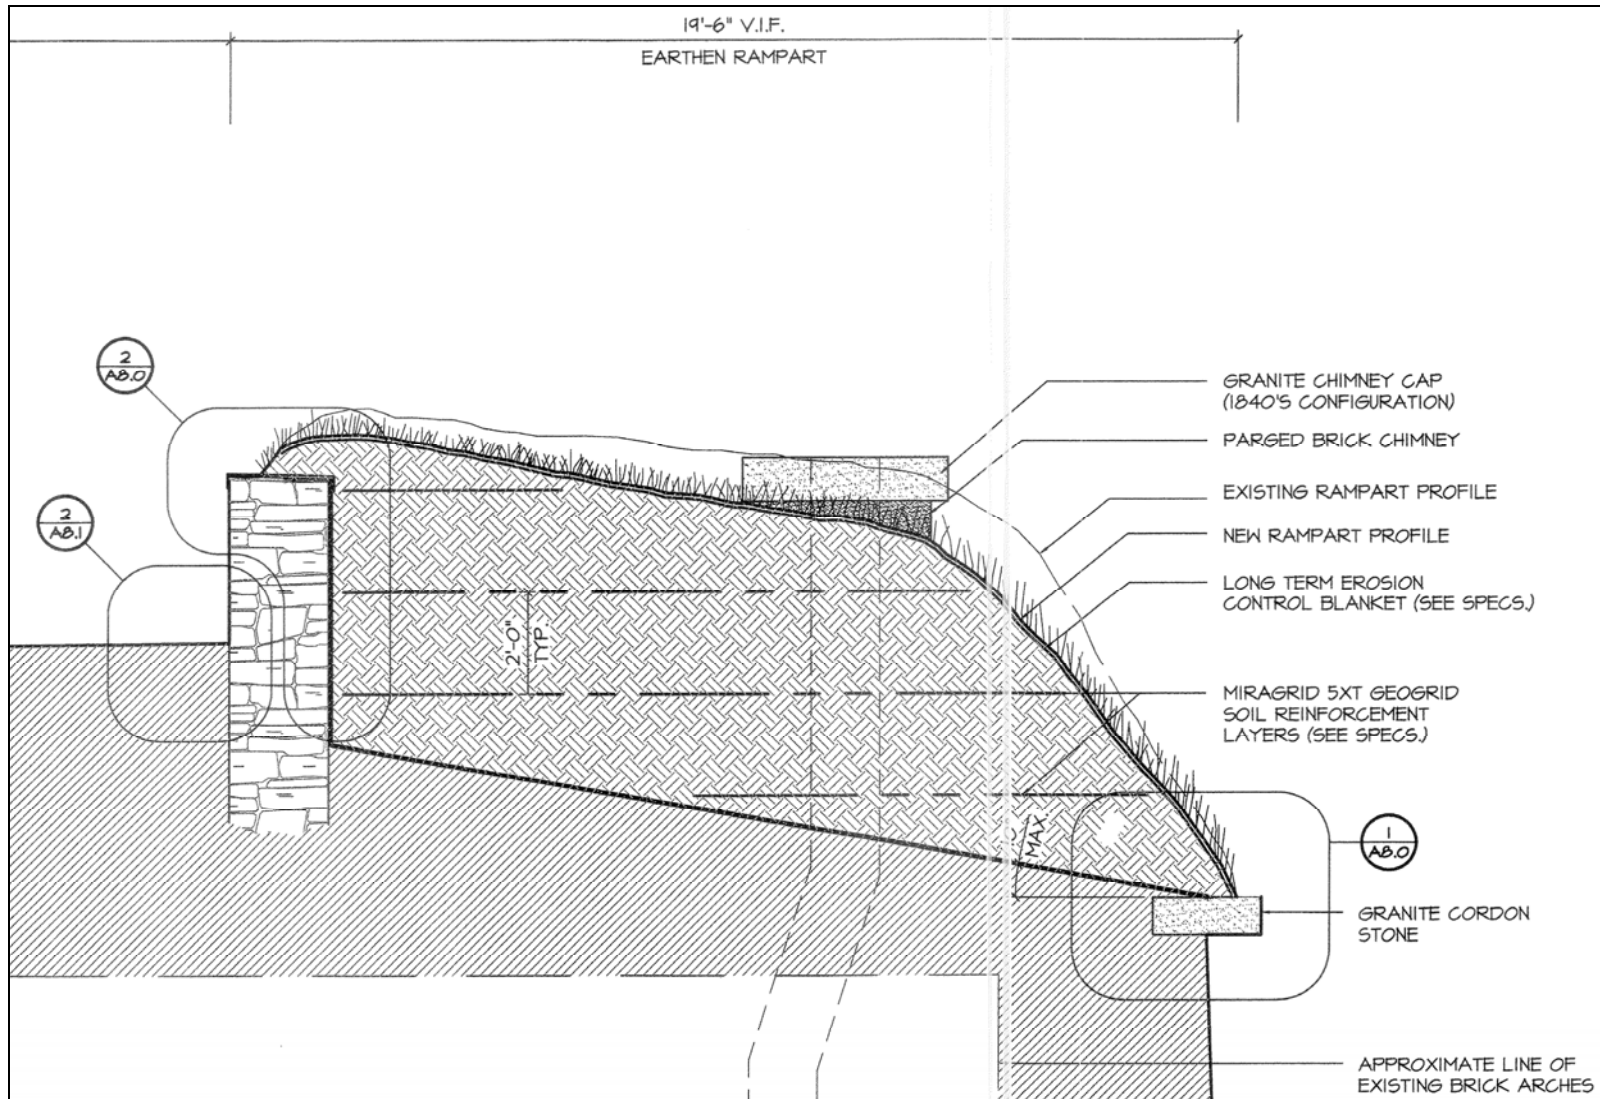 19'-6" V.I.F.
EARTHEN RAMPART
2
A8.0
GRANITE CHIMNEY CAP
(1840'S CONFIGURATION)
PARGED BRICK CHIMNEY
EXISTING RAMPART PROFILE
2
A8.1
NEW RAMPART PROFILE
LONG TERM EROSION
CONTROL BLANKET (SEE SPECS.)
2'-0"
TYP.
MIRAGRID 5XT GEOGRID
SOIL REINFORCEMENT
LAYERS (SEE SPECS.)
MAX.
1
A8.0
GRANITE CORDON
STONE
APPROXIMATE LINE OF
EXISTING BRICK ARCHES